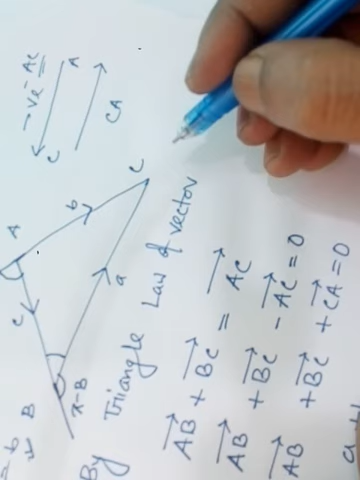 -ve - AC
A
C
CA
A
b
C
c
a
B
π-B
By Triangle Law of vector
AB + BC = AC
AB + BC - AC = 0
AB + BC + CA = 0